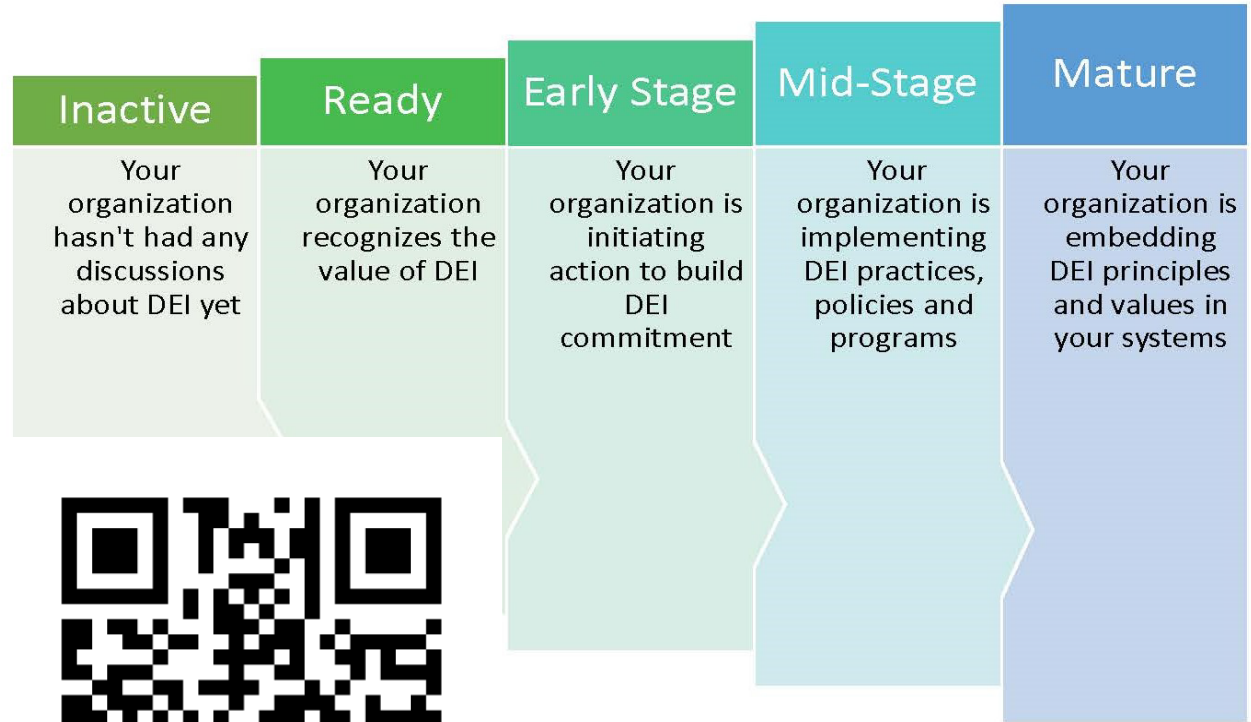 Inactive
Your
organization
hasn't had any
discussions
about DEI yet
Ready
Your
organization
recognizes the
value of DEI
Early Stage
Your
organization is
initiating
action to build
DEI
commitment
Mid-Stage
Your
organization is
implementing
DEI practices,
policies and
programs
Mature
Your
organization is
embedding
DEI principles
and values in
your systems